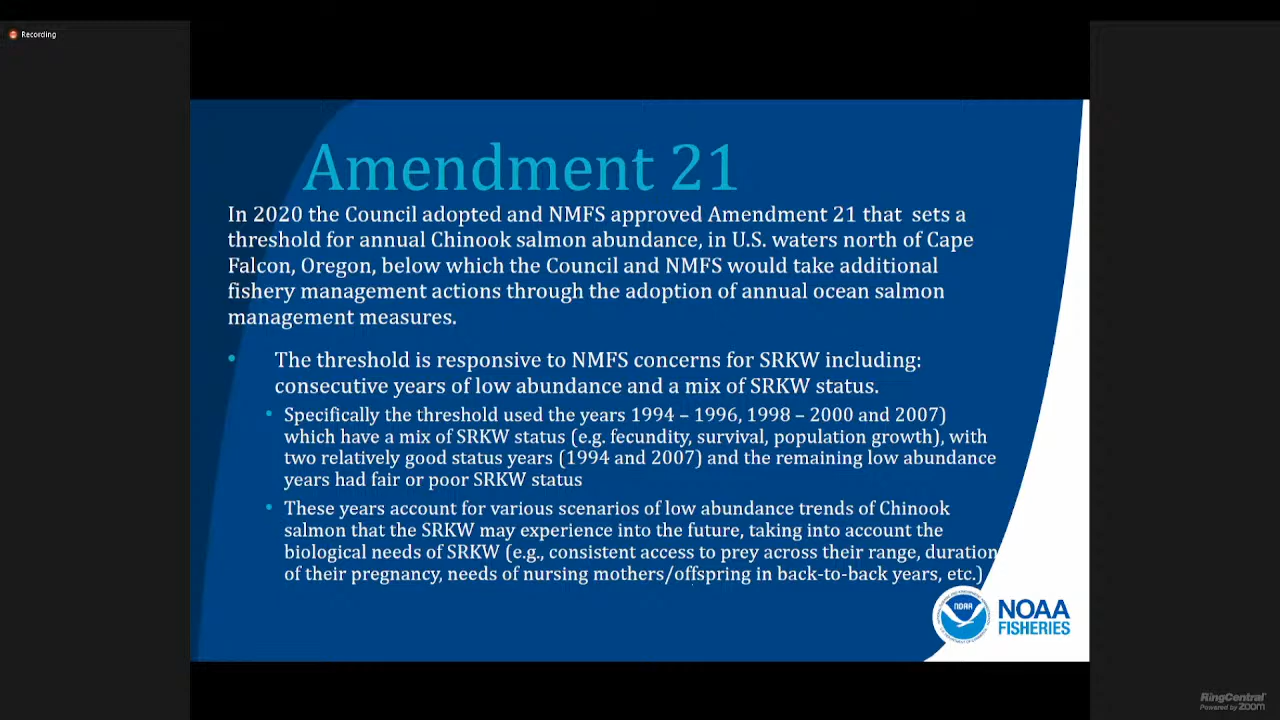 Recording
Amendment 21
In 2020 the Council adopted and NMFS approved Amendment 21 that sets a
threshold for annual Chinook salmon abundance, in U.S. waters north of Cape
Falcon, Oregon, below which the Council and NMFS would take additional
fishery management actions through the adoption of annual ocean salmon
management measures.
• The threshold is responsive to NMFS concerns for SRKW including:
consecutive years of low abundance and a mix of SRKW status.
• Specifically the threshold used the years 1994 – 1996, 1998 – 2000 and 2007)
which have a mix of SRKW status (e.g. fecundity, survival, population growth), with
two relatively good status years (1994 and 2007) and the remaining low abundance
years had fair or poor SRKW status
• These years account for various scenarios of low abundance trends of Chinook
salmon that the SRKW may experience into the future, taking into account the
biological needs of SRKW (e.g., consistent access to prey across their range, duration
of their pregnancy, needs of nursing mothers/offspring in back-to-back years, etc.)
NOAA
NOAA
FISHERIES
RingCentral
Powered by zoom